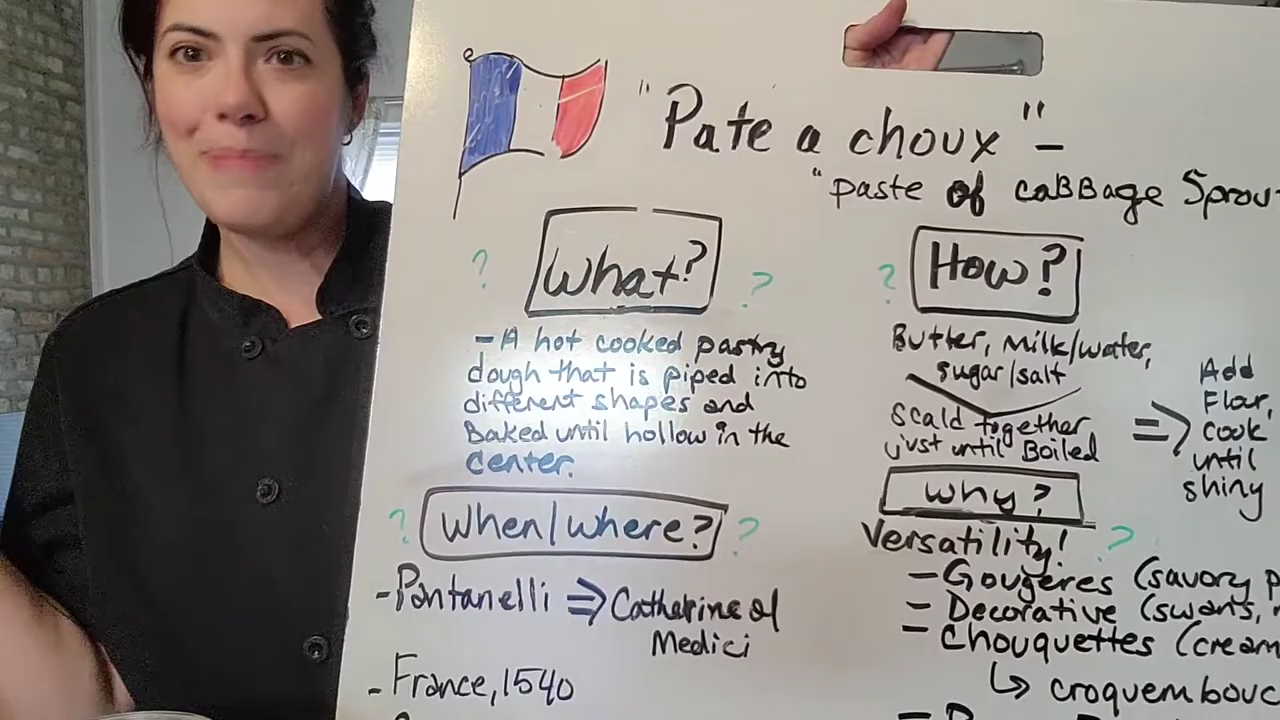 "Pate a choux" -
"paste of caBBage
What?
- A hot cooked pastry
dough that is piped into
different shapes and
Baked until hollow in the
center.
When/where?
- Pantanelli => Catherine of
Medici
- France, 1540
How?
Butter, milk/water,
sugar/salt
scald together
just until Boiled
=> Add
Flour,
cook
until
shiny
why?
Versatility!
- Gougères (savory
- Decorative (swans,
- Chouquettes (cream
↳ croquembouc